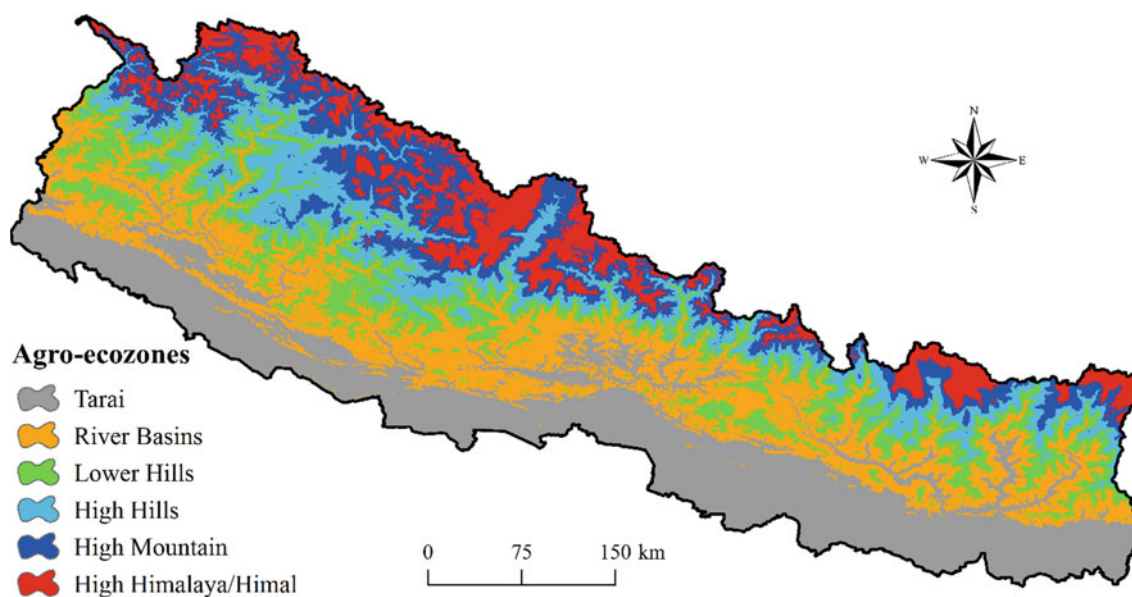 N
W E
S
Agro-ecozones
Tarai
River Basins
Lower Hills
High Hills
High Mountain
High Himalaya/Himal
0 75 150 km